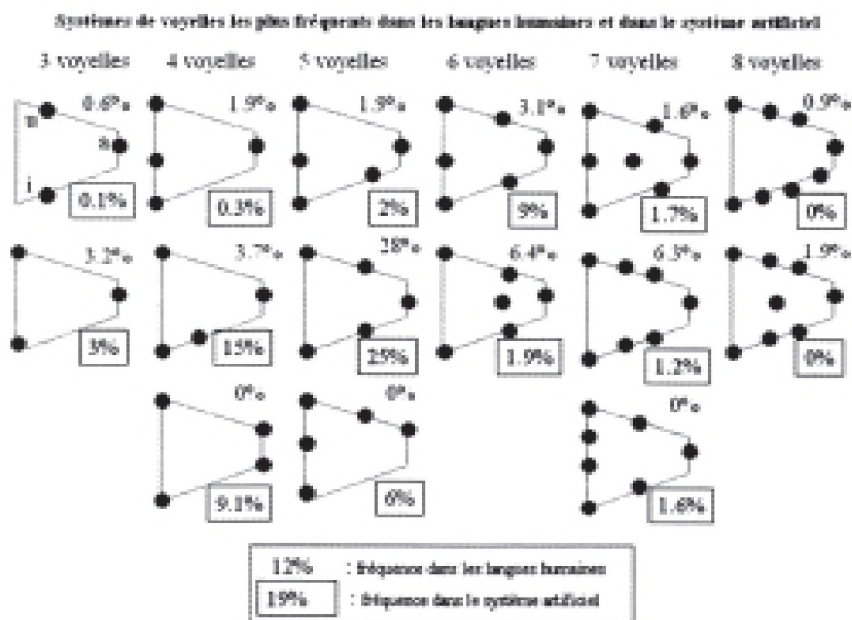 Systèmes de voyelles les plus fréquents dans les langues humaines et dans le système artificiel
3 voyelles 4 voyelles 5 voyelles 6 voyelles 7 voyelles 8 voyelles
0.6% 1.9% 1.9% 3.1% 1.6% 0.9%
u
a
i
0.1% 0.3% 2% 9% 1.7% 0%
3.2% 3.7% 28% 6.4% 6.3% 1.9%
3% 15% 25% 1.9% 1.2% 0%
0% 0% 0%
9.1% 6% 1.6%
12% : fréquence dans les langues humaines
19% : fréquence dans le système artificiel